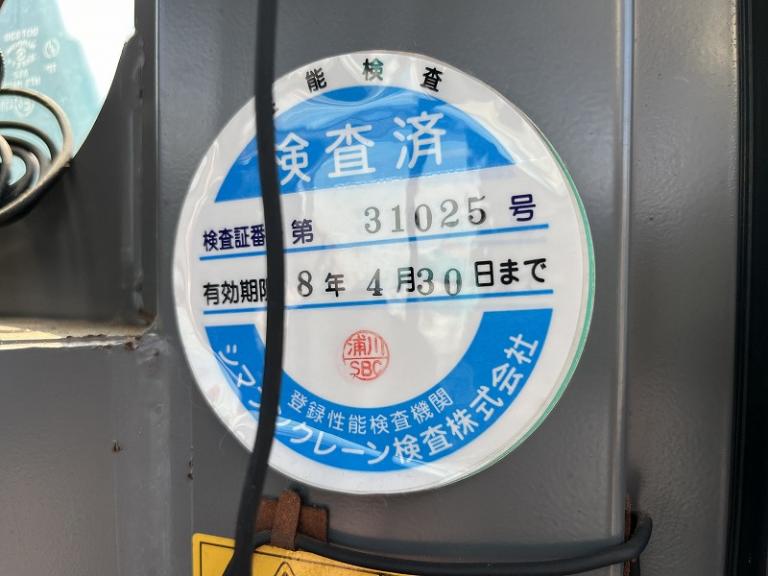 能検査
検査済
検査証番 第 31025 号
有効期限 8年 4月30日まで
浦川
SBC
登録性能検査機関
シマ クレーン検査株式会社